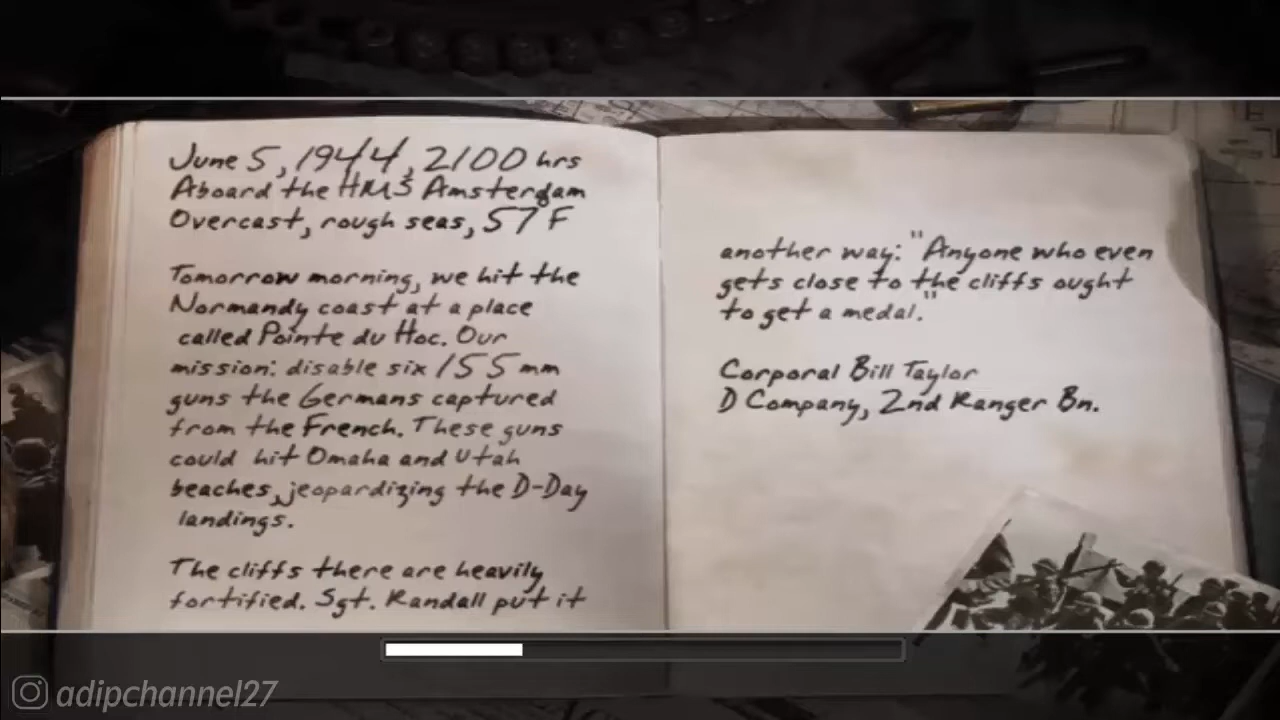 June 5, 1944, 2100 hrs
Aboard the HMS Amsterdam
Overcast, rough seas, 57 F
Tomorrow morning, we hit the
Normandy coast at a place
called Pointe du Hoc. Our
mission: disable six 155 mm
guns the Germans captured
from the French. These guns
could hit Omaha and Utah
beaches, jeopardizing the D-Day
landings.
The cliffs there are heavily
fortified. Sgt. Randall put it
another way: "Anyone who even
gets close to the cliffs ought
to get a medal."
Corporal Bill Taylor
D Company, 2nd Ranger Bn.
adipchannel27